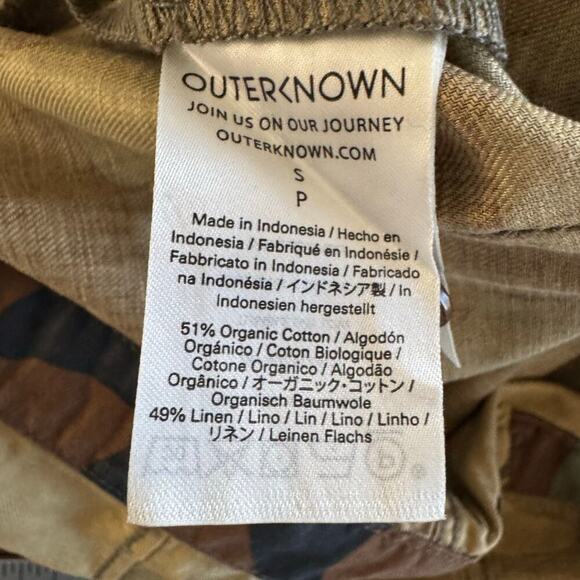 OUTERKNOWN
JOIN US ON OUR JOURNEY
OUTERKNOWN.COM
S
P
Made in Indonesia / Hecho en
Indonesia / Fabriqué en Indonésie /
Fabbricato in Indonesia / Fabricado
na Indonésia / インドネシア製 / in
Indonesien hergestellt
51% Organic Cotton / Algodón
Orgánico / Coton Biologique /
Cotone Organico / Algodão
Orgânico / オーガニック・コットン /
Organisch Baumwole
49% Linen / Lino / Lin / Lino / Linho /
リネン / Leinen Flachs